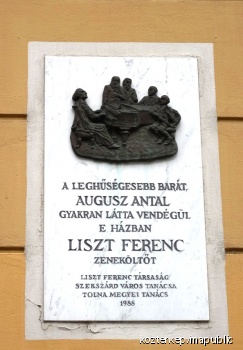 A LEGHŰSÉGESEBB BARÁT,
AUGUSZ ANTAL
GYAKRAN LÁTTA VENDÉGÜL
E HÁZBAN
LISZT FERENC
ZENEKÖLTŐT
LISZT FERENC TÁRSASÁG
SZEKSZÁRD VÁROS TANÁCSA
TOLNA MEGYEI TANÁCS
1986
kozterkep.mapublic